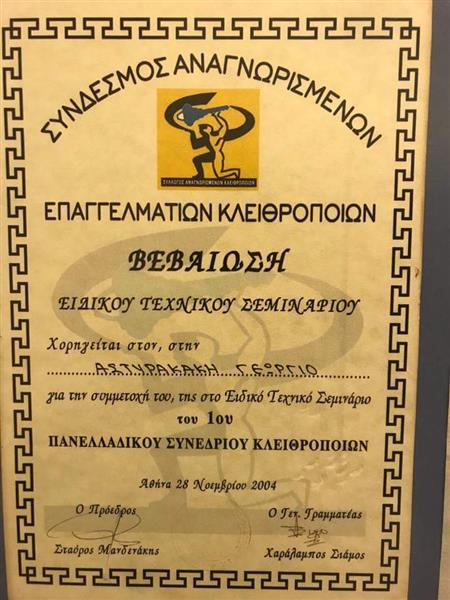 ΣΥΝΔΕΣΜΟΣ ΑΝΑΓΝΩΡΙΣΜΕΝΩΝ
ΣΥΛΛΟΓΟΣ ΑΝΑΓΝΩΡΙΣΜΕΝΩΝ ΚΛΕΙΘΡΟΠΟΙΩΝ
ΕΠΑΓΓΕΛΜΑΤΙΩΝ ΚΛΕΙΘΡΟΠΟΙΩΝ
ΒΕΒΑΙΩΣΗ
ΕΙΔΙΚΟΥ ΤΕΧΝΙΚΟΥ ΣΕΜΙΝΑΡΙΟΥ
Χορηγείται στον, στην
ΑΣΤΥΡΑΚΑΚΗ ΓΕΩΡΓΙΟ
για την συμμετοχή του, της στο Ειδικό Τεχνικό Σεμινάριο
του 1ου
ΠΑΝΕΛΛΑΔΙΚΟΥ ΣΥΝΕΔΡΙΟΥ ΚΛΕΙΘΡΟΠΟΙΩΝ
Αθήνα 28 Νοεμβρίου 2004
Ο Πρόεδρος Ο Γεν. Γραμματέας
Σταύρος Μανδενάκης Χαράλαμπος Σιάμος